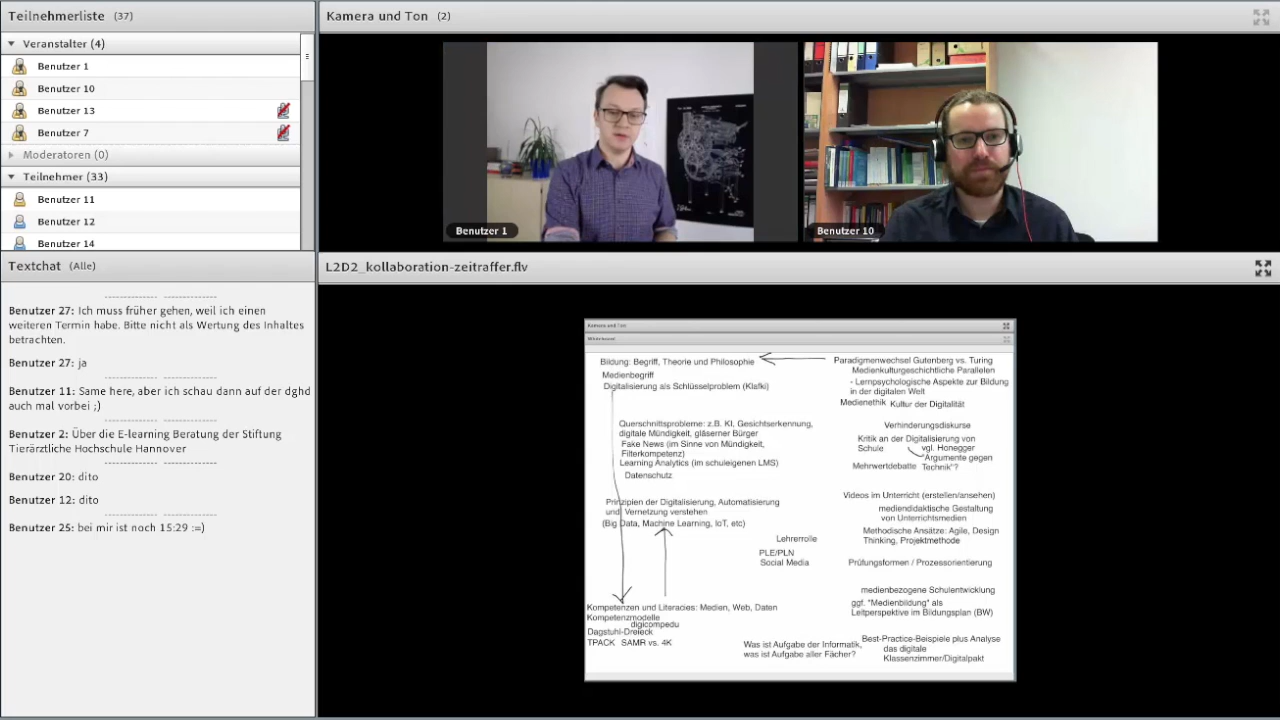 Teilnehmerliste (37)
Veranstalter (4)
Benutzer 1
Benutzer 10
Benutzer 13
Benutzer 7
Moderatoren (0)
Teilnehmer (33)
Benutzer 11
Benutzer 12
Benutzer 14
Textchat (Alle)
Benutzer 27: Ich muss früher gehen, weil ich einen
weiteren Termin habe. Bitte nicht als Wertung des Inhaltes
betrachten.
Benutzer 27: ja
Benutzer 11: Same here, aber ich schau dann auf der dghd
auch mal vorbei ;)
Benutzer 2: Über die E-learning Beratung der Stiftung
Tierärzliche Hochschule Hannover
Benutzer 20: dito
Benutzer 12: dito
Benutzer 25: bei mir ist noch 15:29 :=)
Kamera und Ton (2)
Benutzer 1
Benutzer 10
L2D2_kollaboration-zeitraffer.flv
Kamera und Ton
Whiteboard
Bildung: Begriff, Theorie und Philosophie
Medienbegriff
Digitalisierung als Schlüsselproblem (Klafki)
Querschnittsprobleme: z.B. KI, Gesichtserkennung,
digitale Mündigkeit, gläserner Bürger
Fake News (im Sinne von Mündigkeit,
Filterkompetenz)
Learning Analytics (im schuleigenen LMS)
Datenschutz
Prinzipien der Digitalisierung, Automatisierung
und Vernetzung verstehen
(Big Data, Machine Learning, IoT, etc)
Lehrerrolle
PLE/PLN
Social Media
Kompetenzen und Literacies: Medien, Web, Daten
Kompetenzmodelle
digicompedu
Dagstuhl-Dreieck
TPACK SAMR vs. 4K
Was ist Aufgabe der Informatik,
was ist Aufgabe aller Fächer?
Paradigmenwechsel Gutenberg vs. Turing
Medienkulturgeschichtliche Parallelen
- Lernpsychologische Aspekte zur Bildung
in der digitalen Welt
Medienethik Kultur der Digitalität
Verhinderungsdiskurse
Kritik an der Digitalisierung von
Schule
vgl. Honegger
"Argumente gegen
Technik"?
Mehrwertdebatte
Videos im Unterricht (erstellen/ansehen)
mediendidaktische Gestaltung
von Unterrichtsmedien
Methodische Ansätze: Agile, Design
Thinking, Projektmethode
Prüfungsformen / Prozessorientierung
medienbezogene Schulentwicklung
ggf. "Medienbildung" als
Leitperspektive im Bildungsplan (BW)
Best-Practice-Beispiele plus Analyse
das digitale
Klassenzimmer/Digitalpakt